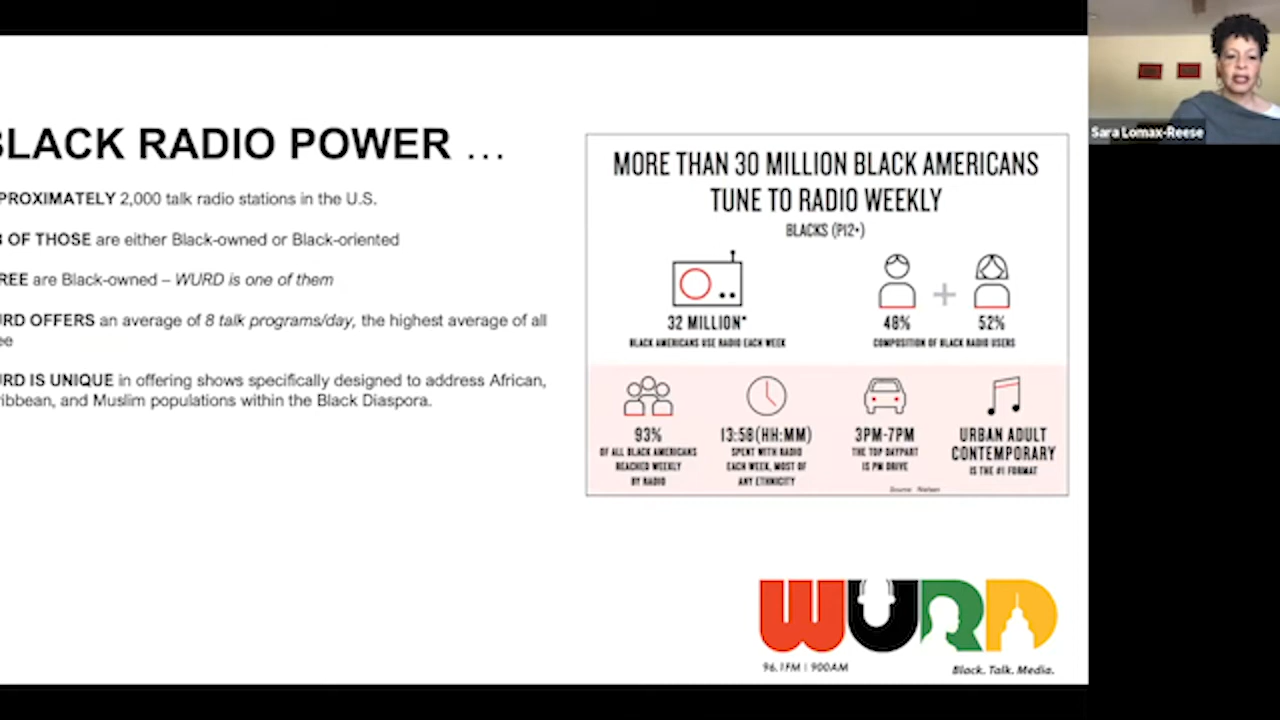 BLACK RADIO POWER ...
PROXIMATELY 2,000 talk radio stations in the U.S.
OF THOSE are either Black-owned or Black-oriented
REE are Black-owned – WURD is one of them
URD OFFERS an average of 8 talk programs/day, the highest average of all
ee
URD IS UNIQUE in offering shows specifically designed to address African,
ribbean, and Muslim populations within the Black Diaspora.
MORE THAN 30 MILLION BLACK AMERICANS
TUNE TO RADIO WEEKLY
BLACKS (P12+)
32 MILLION*
BLACK AMERICANS USE RADIO EACH WEEK
48%
52%
COMPOSITION OF BLACK RADIO USERS
93%
OF ALL BLACK AMERICANS
REACHED WEEKLY
BY RADIO
13:58(HH:MM)
SPENT WITH RADIO
EACH WEEK, MOST OF
ANY ETHNICITY
3PM-7PM
THE TOP DAYPART
IS PM DRIVE
URBAN ADULT
CONTEMPORARY
IS THE #1 FORMAT
Source: Nielsen
WURD
96.1FM | 900AM
Black. Talk. Media.
Sara Lomax-Reese